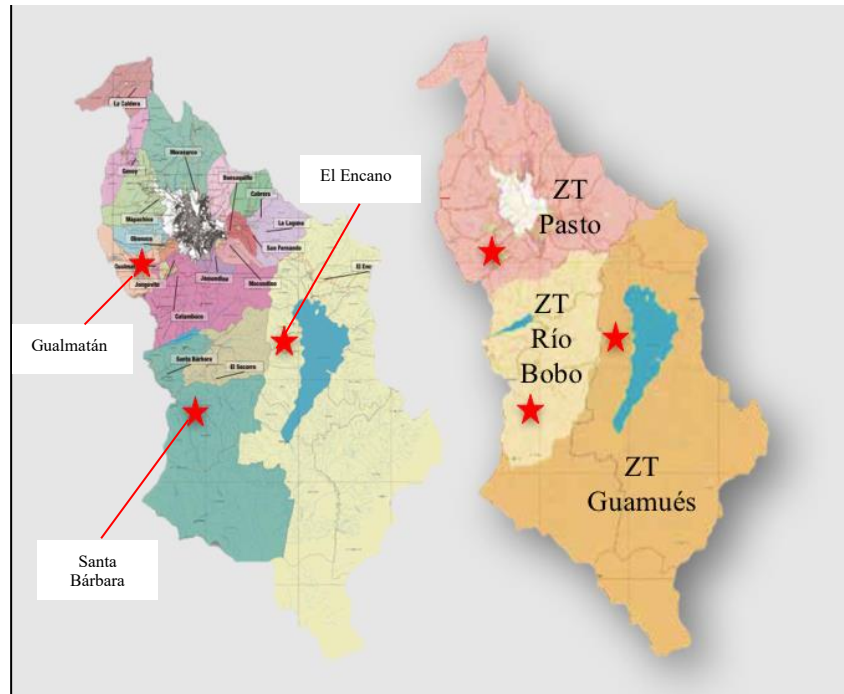 La Caldera
Morasurco
Genoy
Buesaquillo
Cabrera
Mapachico
La Laguna
Obonuco
San Fernando
Jamundino
Mocondino
Jongovito
Catambuco
Santa Bárbara
El Socorro
El Encano
Gualmatán
Santa
Bárbara
ZT
Pasto
ZT
Río
Bobo
ZT
Guamués